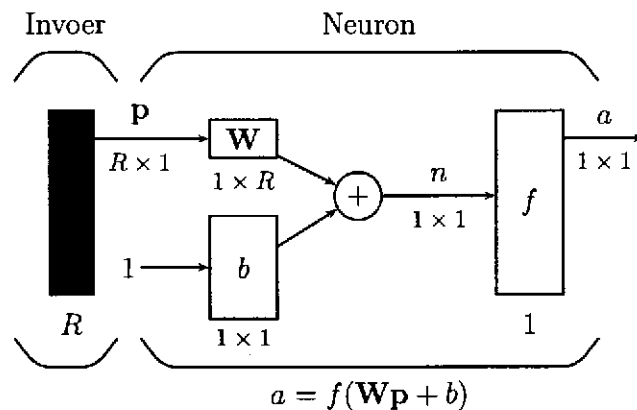 Invoer Neuron
p
R × 1
W
1 × R
1
b
1 × 1
+
n
1 × 1
f
a
1 × 1
R
1
a = f(Wp + b)